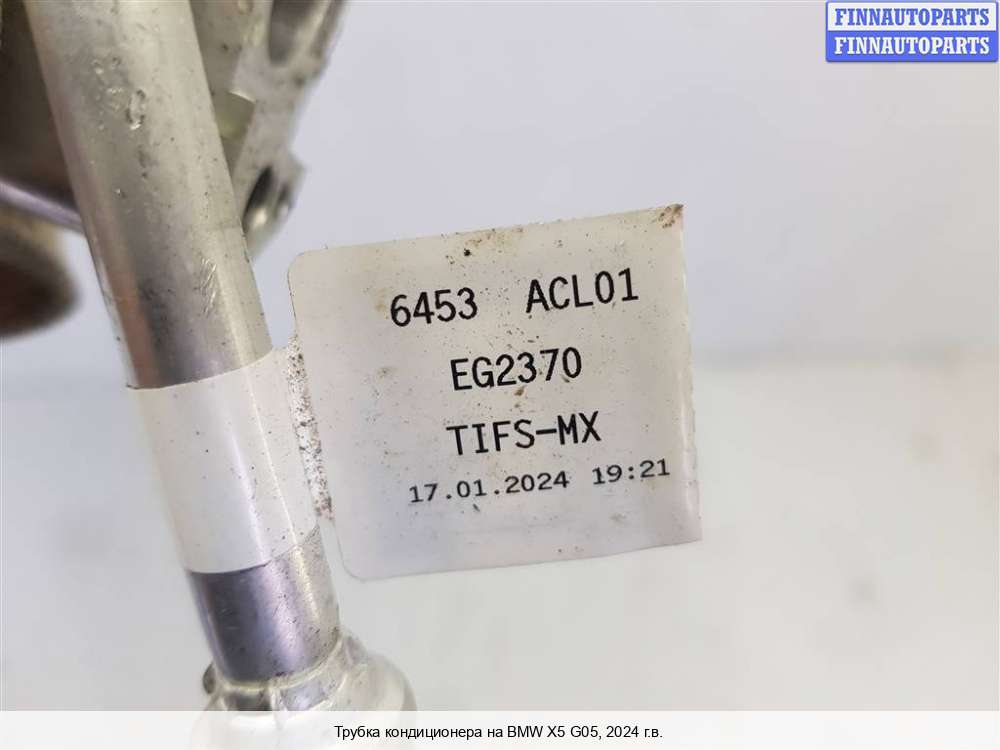 FINNAUTOPARTS
FINNAUTOPARTS
6453 ACL01
EG2370
TIFS-MX
17.01.2024 19:21
Трубка кондиционера на BMW X5 G05, 2024 г.в.